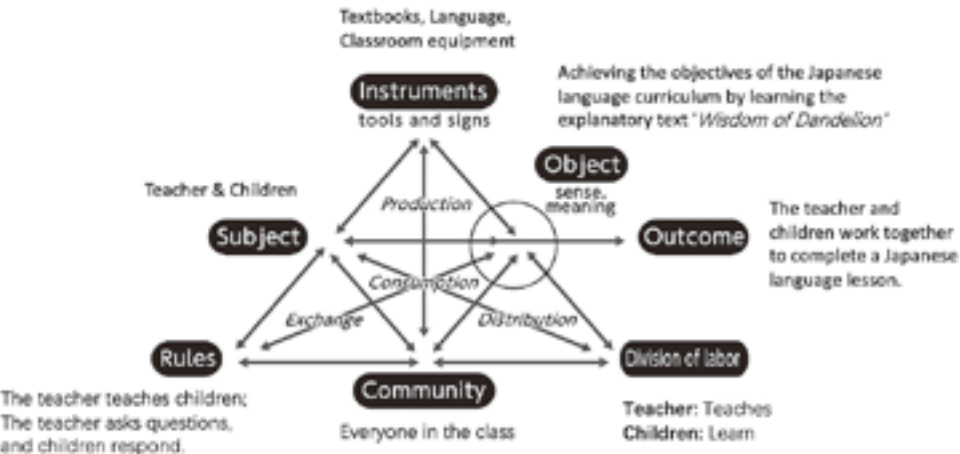 Textbooks, Language,
Classroom equipment
Instruments
tools and signs
Achieving the objectives of the Japanese
language curriculum by learning the
explanatory text "Wisdom of Dandelion"
Object
sense,
meaning
Teacher & Children
Production
Subject
Outcome
The teacher and
children work together
to complete a Japanese
language lesson.
Consumption
Exchange
Distribution
Rules
Community
Division of labor
The teacher teaches children;
The teacher asks questions,
and children respond.
Everyone in the class
Teacher: Teaches
Children: Learn